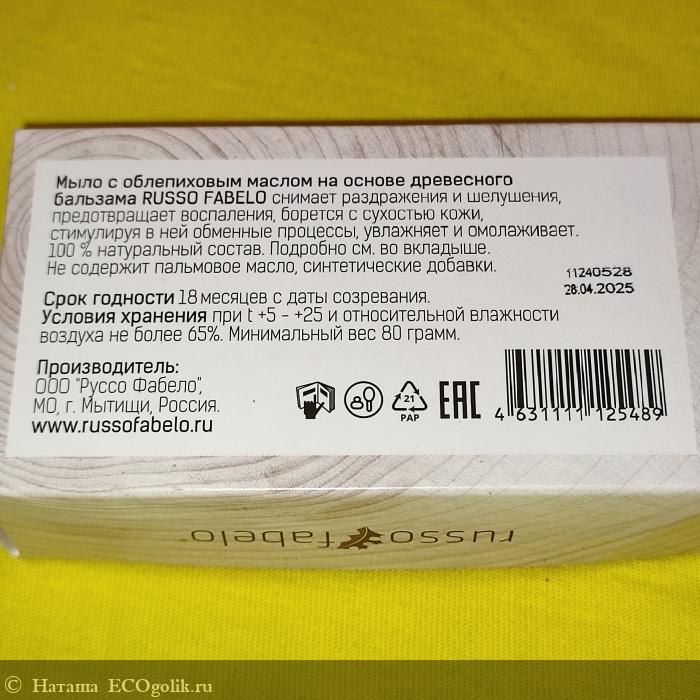 Мыло с облепиховым маслом на основе древесного
бальзама RUSSO FABELO снимает раздражения и шелушения,
предотвращает воспаления, борется с сухостью кожи,
стимулируя в ней обменные процессы, увлажняет и омолаживает.
100 % натуральный состав. Подробно см. во вкладыше.
Не содержит пальмовое масло, синтетические добавки.
11240528
28.04.2025
Срок годности 18 месяцев с даты созревания.
Условия хранения при t +5 - +25 и относительной влажности
воздуха не более 65%. Минимальный вес 80 грамм.
Производитель:
ООО "Руссо Фабело",
МО, г. Мытищи, Россия.
www.russofabelo.ru
21
PAP
EAC
4 631111 125489
russo fabelo
© Наташа ECOgolik.ru